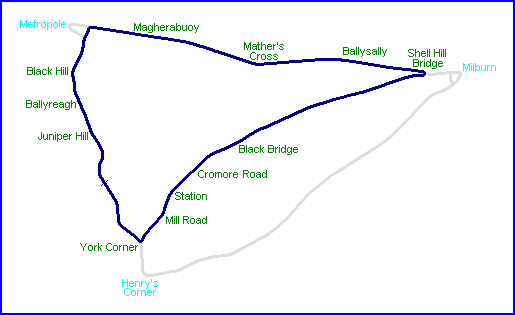 Metropole
Magherabuoy
Mather's
Cross
Ballysally
Shell Hill
Bridge
Milburn
Black Hill
Ballyreagh
Juniper Hill
Black Bridge
Cromore Road
Station
Mill Road
York Corner
Henry's
Corner